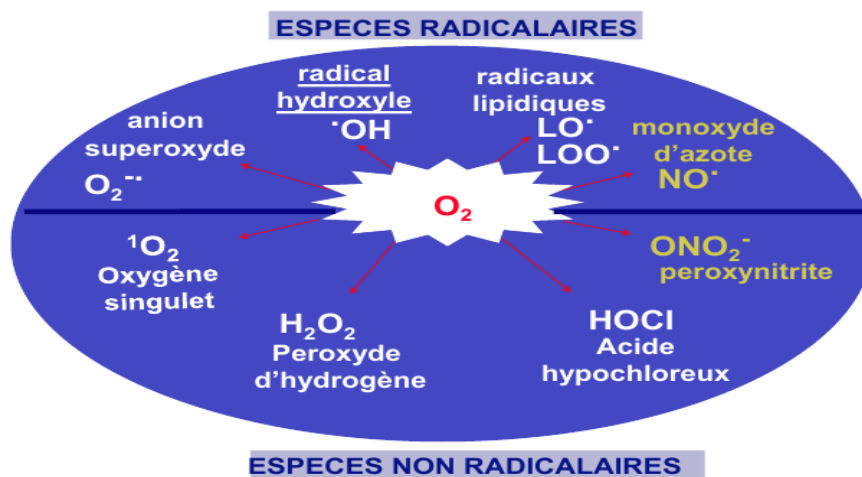 ESPECES RADICALAIRES
anion
superoxyde
O₂⁻·
radical
hydroxyle
·OH
radicaux
lipidiques
LO·
LOO·
monoxyde
d'azote
NO·
O₂
¹O₂
Oxygène
singulet
H₂O₂
Peroxyde
d'hydrogène
HOCl
Acide
hypochloreux
ONO₂⁻
peroxynitrite
ESPECES NON RADICALAIRES